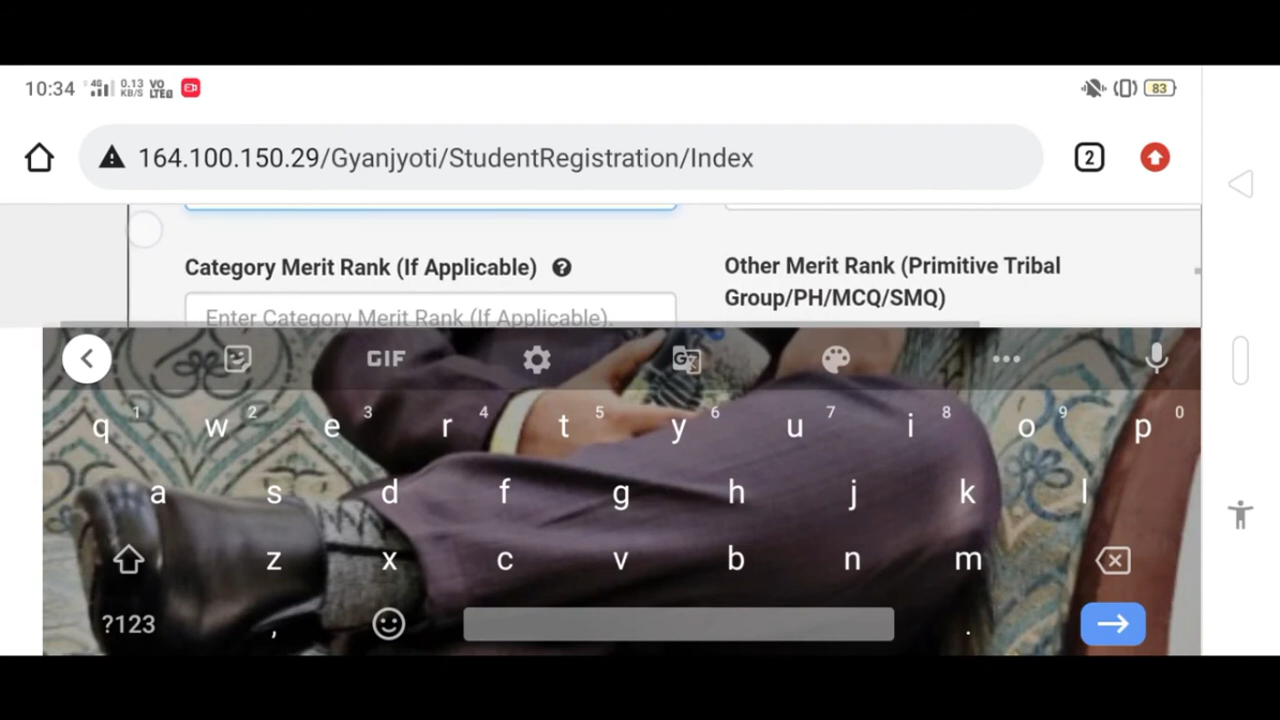 10:34 4G 0.13 KB/S VO LTE 83
164.100.150.29/Gyanjyoti/StudentRegistration/Index 2
Category Merit Rank (If Applicable) ?
Other Merit Rank (Primitive Tribal
Group/PH/MCQ/SMQ)
Enter Category Merit Rank (If Applicable).
GIF G ...
q 1 w 2 e 3 r 4 t 5 y 6 u 7 i 8 o 9 p 0
a s d f g h j k l
z x c v b n m
?123 , .